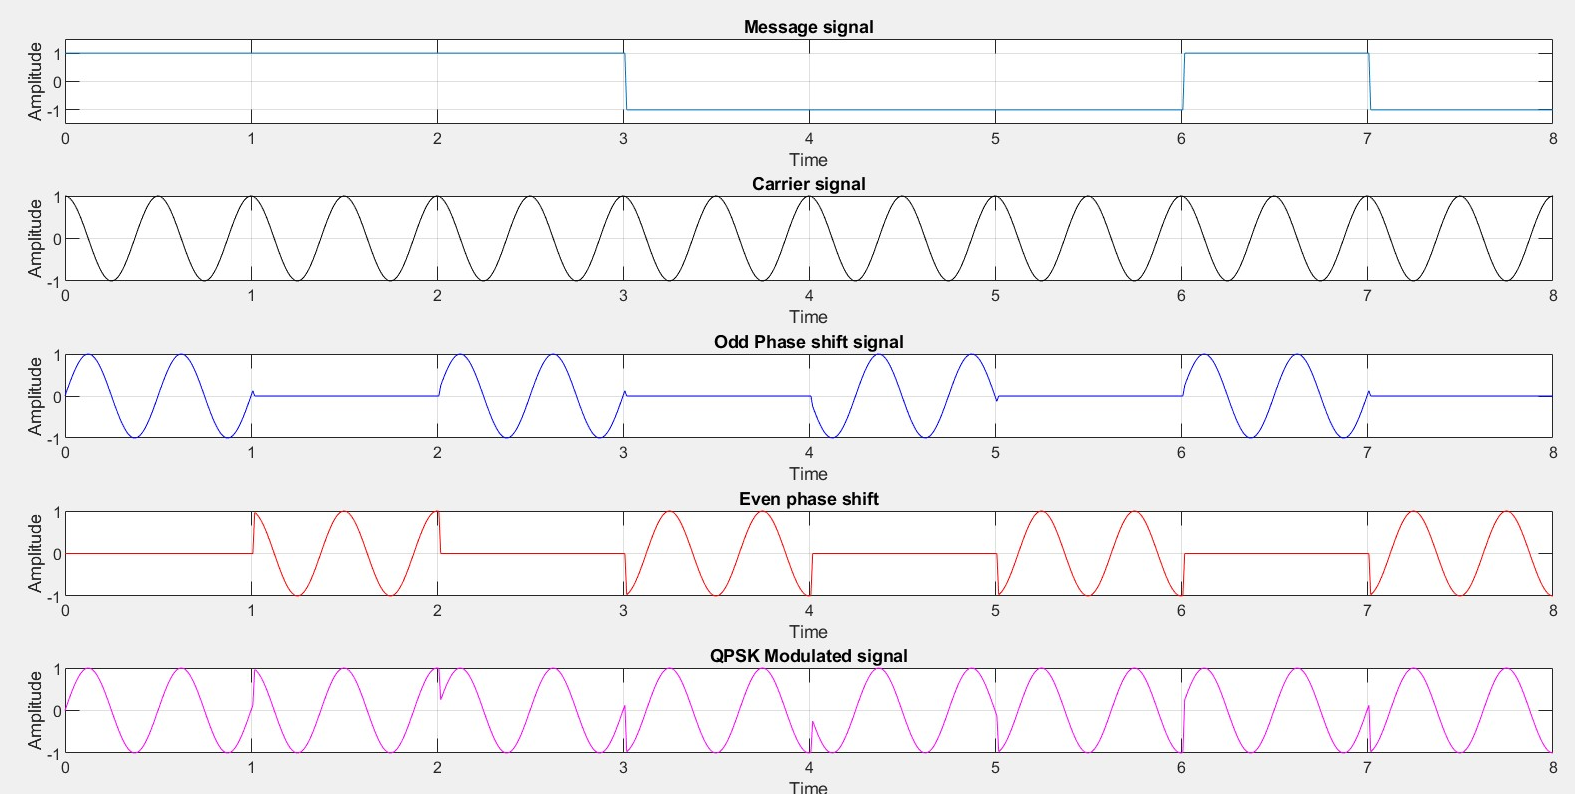 Message signal
Amplitude
1
0
-1
0 1 2 3 4 5 6 7 8
Time
Carrier signal
Amplitude
1
0
-1
0 1 2 3 4 5 6 7 8
Time
Odd Phase shift signal
Amplitude
1
0
-1
0 1 2 3 4 5 6 7 8
Time
Even phase shift
Amplitude
1
0
-1
0 1 2 3 4 5 6 7 8
Time
QPSK Modulated signal
Amplitude
1
0
-1
0 1 2 3 4 5 6 7 8
Time